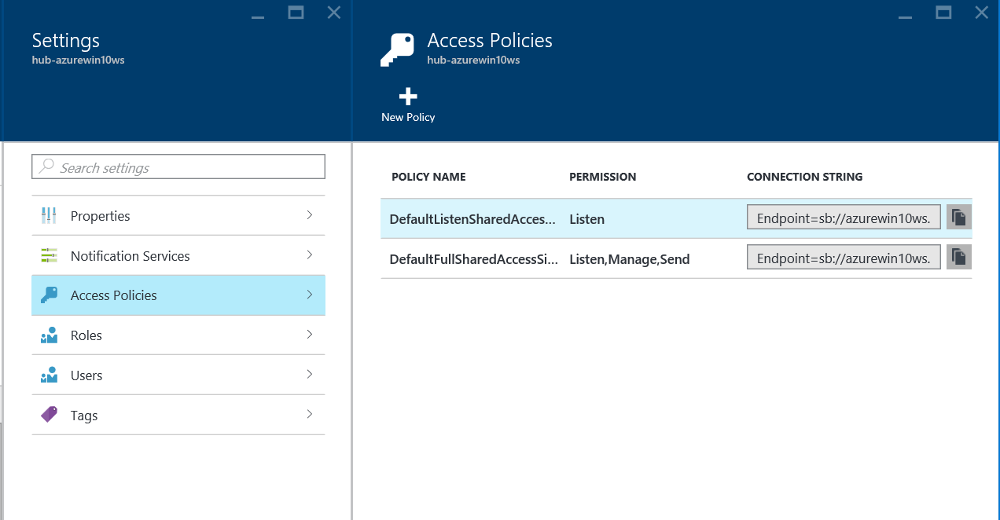 Settings
hub-azurewin10ws
Search settings
Properties
Notification Services
Access Policies
Roles
Users
Tags
Access Policies
hub-azurewin10ws
New Policy
POLICY NAME PERMISSION CONNECTION STRING
DefaultListenSharedAcces... Listen Endpoint=sb://azurewin10ws.
DefaultFullSharedAccessSi... Listen,Manage,Send Endpoint=sb://azurewin10ws.